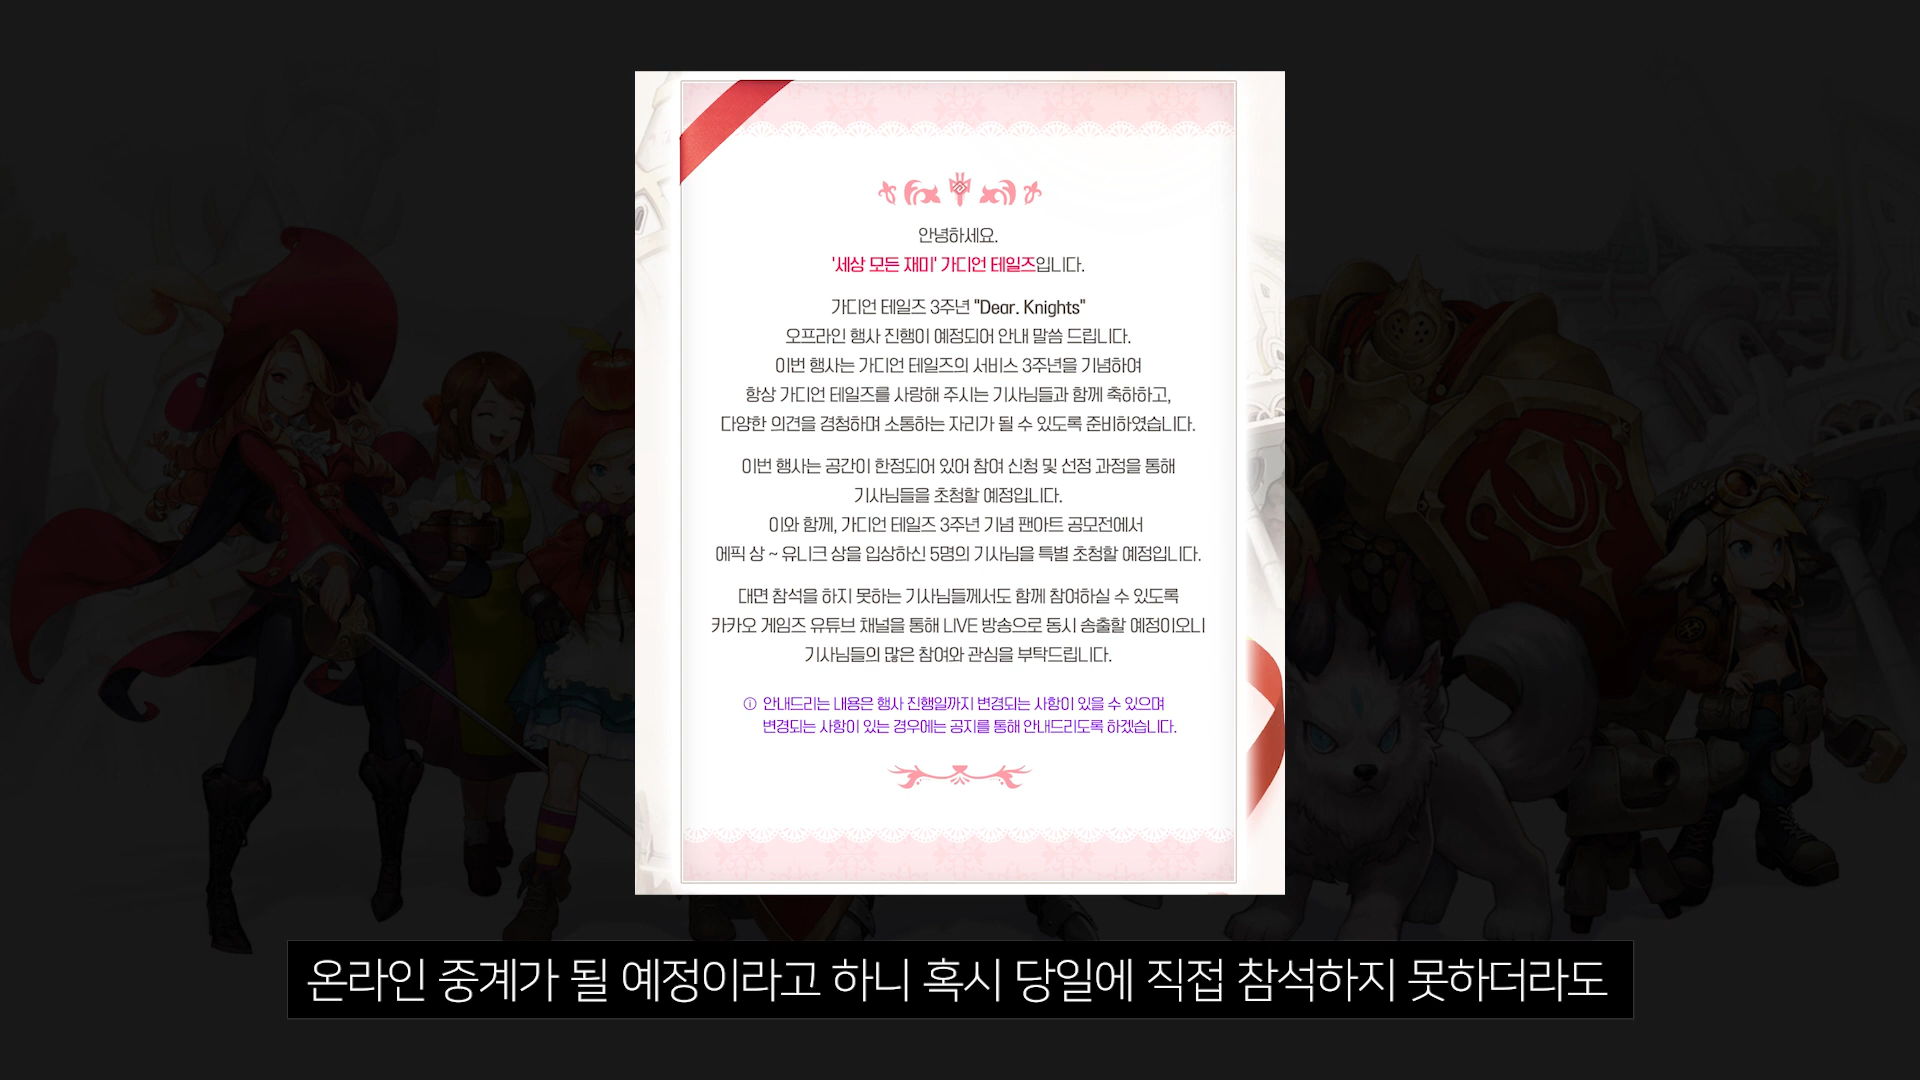 안녕하세요.
'세상 모든 재미' 가디언 테일즈입니다.
가디언 테일즈 3주년 "Dear. Knights"
오프라인 행사 진행이 예정되어 안내 말씀 드립니다.
이번 행사는 가디언 테일즈의 서비스 3주년을 기념하여
항상 가디언 테일즈를 사랑해 주시는 기사님들과 함께 축하하고,
다양한 의견을 경청하며 소통하는 자리가 될 수 있도록 준비하였습니다.
이번 행사는 공간이 한정되어 있어 참여 신청 및 선정 과정을 통해
기사님들을 초청할 예정입니다.
이와 함께, 가디언 테일즈 3주년 기념 팬아트 공모전에서
에픽 상 ~ 유니크 상을 입상하신 5명의 기사님을 특별 초청할 예정입니다.
대면 참석을 하지 못하는 기사님들께서도 함께 참여하실 수 있도록
카카오 게임즈 유튜브 채널을 통해 LIVE 방송으로 동시 송출할 예정이오니
기사님들의 많은 참여와 관심을 부탁드립니다.
ⓘ 안내드리는 내용은 행사 진행일까지 변경되는 사항이 있을 수 있으며
변경되는 사항이 있는 경우에는 공지를 통해 안내드리도록 하겠습니다.
온라인 중계가 될 예정이라고 하니 혹시 당일에 직접 참석하지 못하더라도